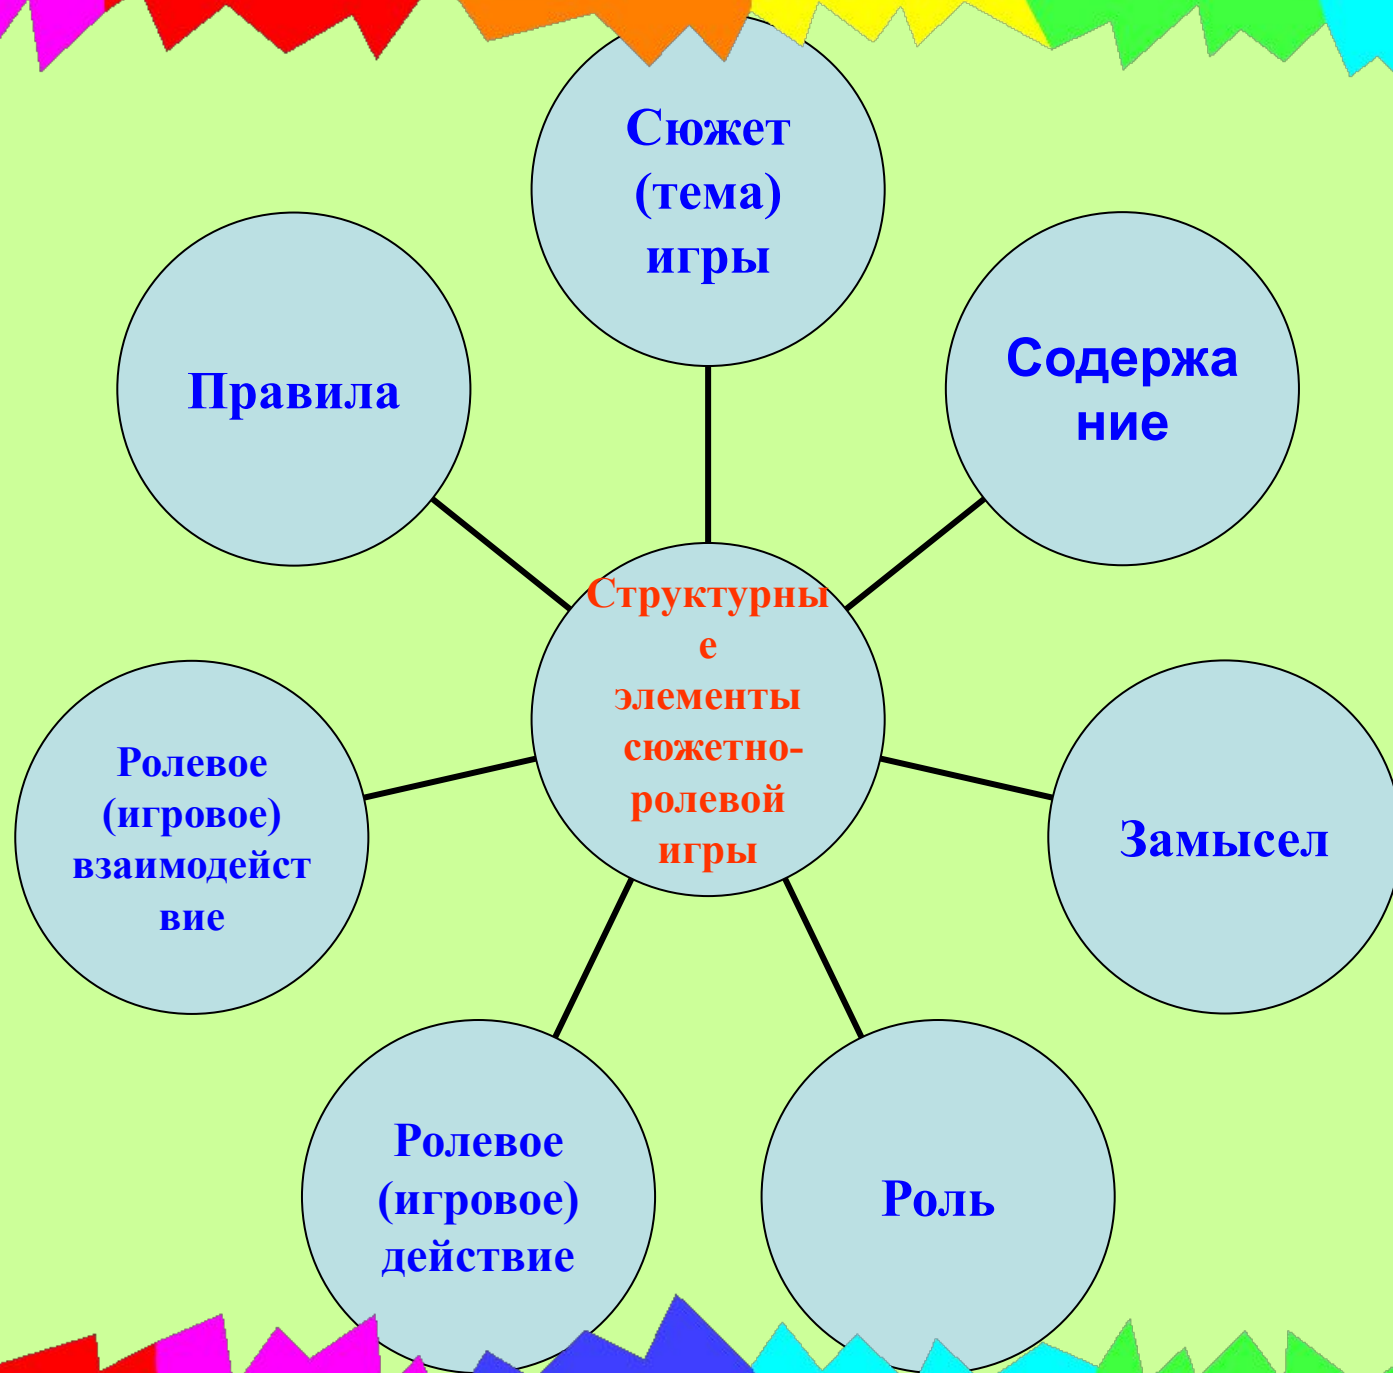 Сюжет
(тема)
игры
Содержа
ние
Замысел
Роль
Ролевое
(игровое)
действие
Ролевое
(игровое)
взаимодейст
вие
Правила
Структурны
е
элементы
сюжетно-
ролевой
игры